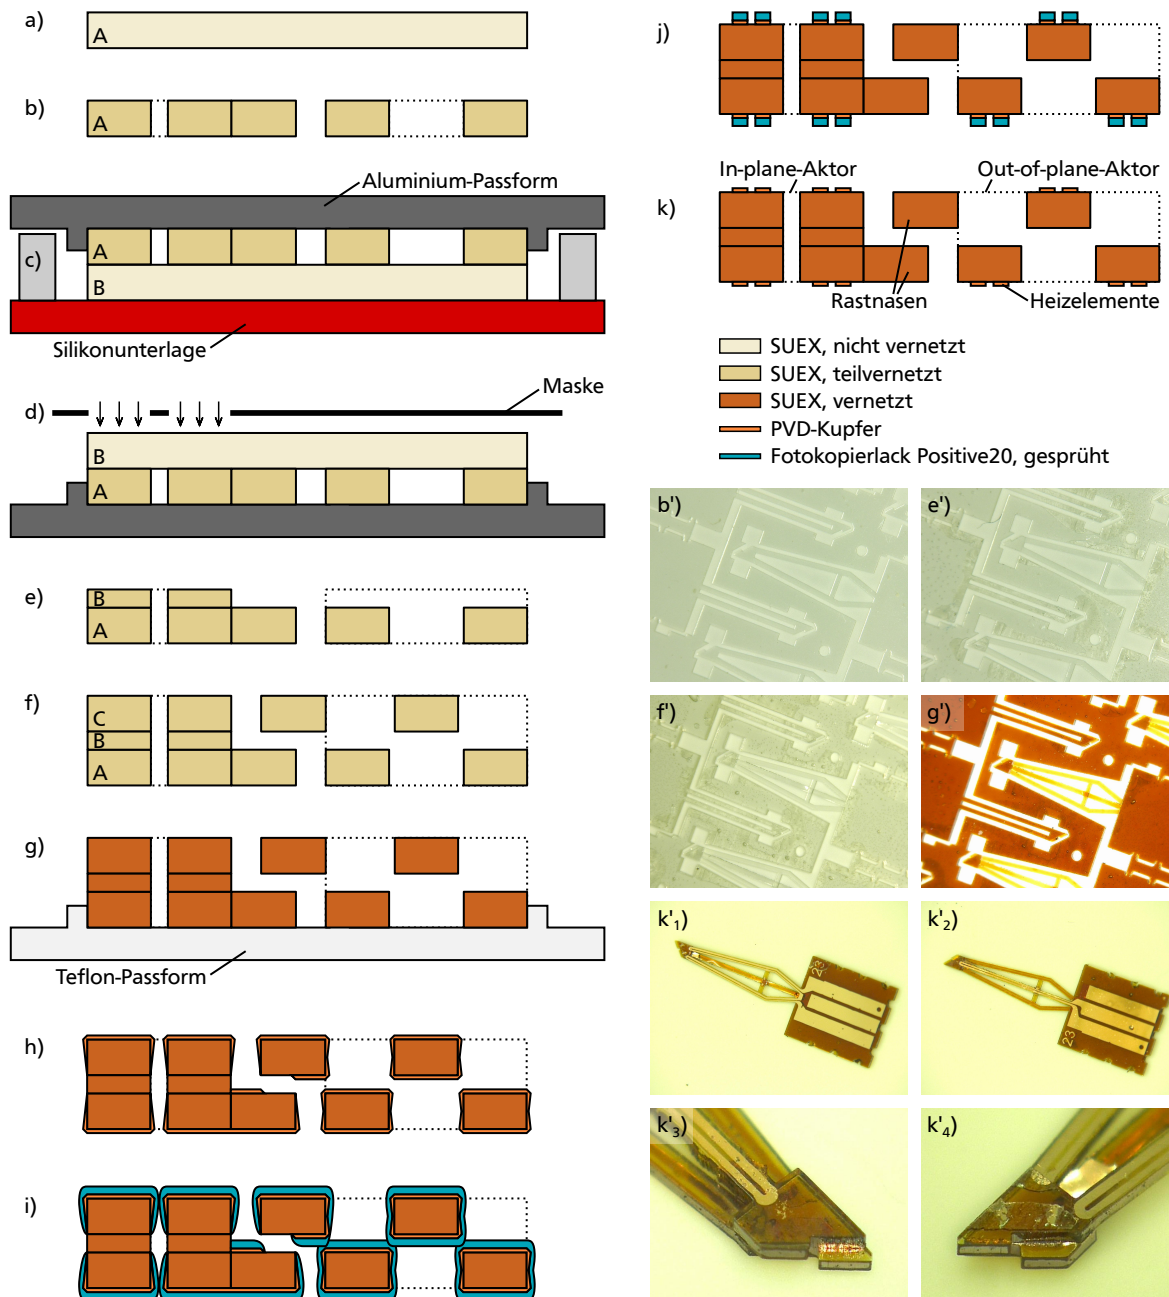 a)
A
b)
A
Aluminium-Passform
c)
A
B
Silikonunterlage
Maske
d)
B
A
e)
B
A
f)
C
B
A
g)
Teflon-Passform
h)
i)
j)
In-plane-Aktor
Out-of-plane-Aktor
k)
Rastnasen
Heizelemente
SUEX, nicht vernetzt
SUEX, teilvernetzt
SUEX, vernetzt
PVD-Kupfer
Fotokopierlack Positive20, gesprüht
b')
e')
f')
g')
k'₁)
23
k'₂)
23
k'₃)
k'₄)